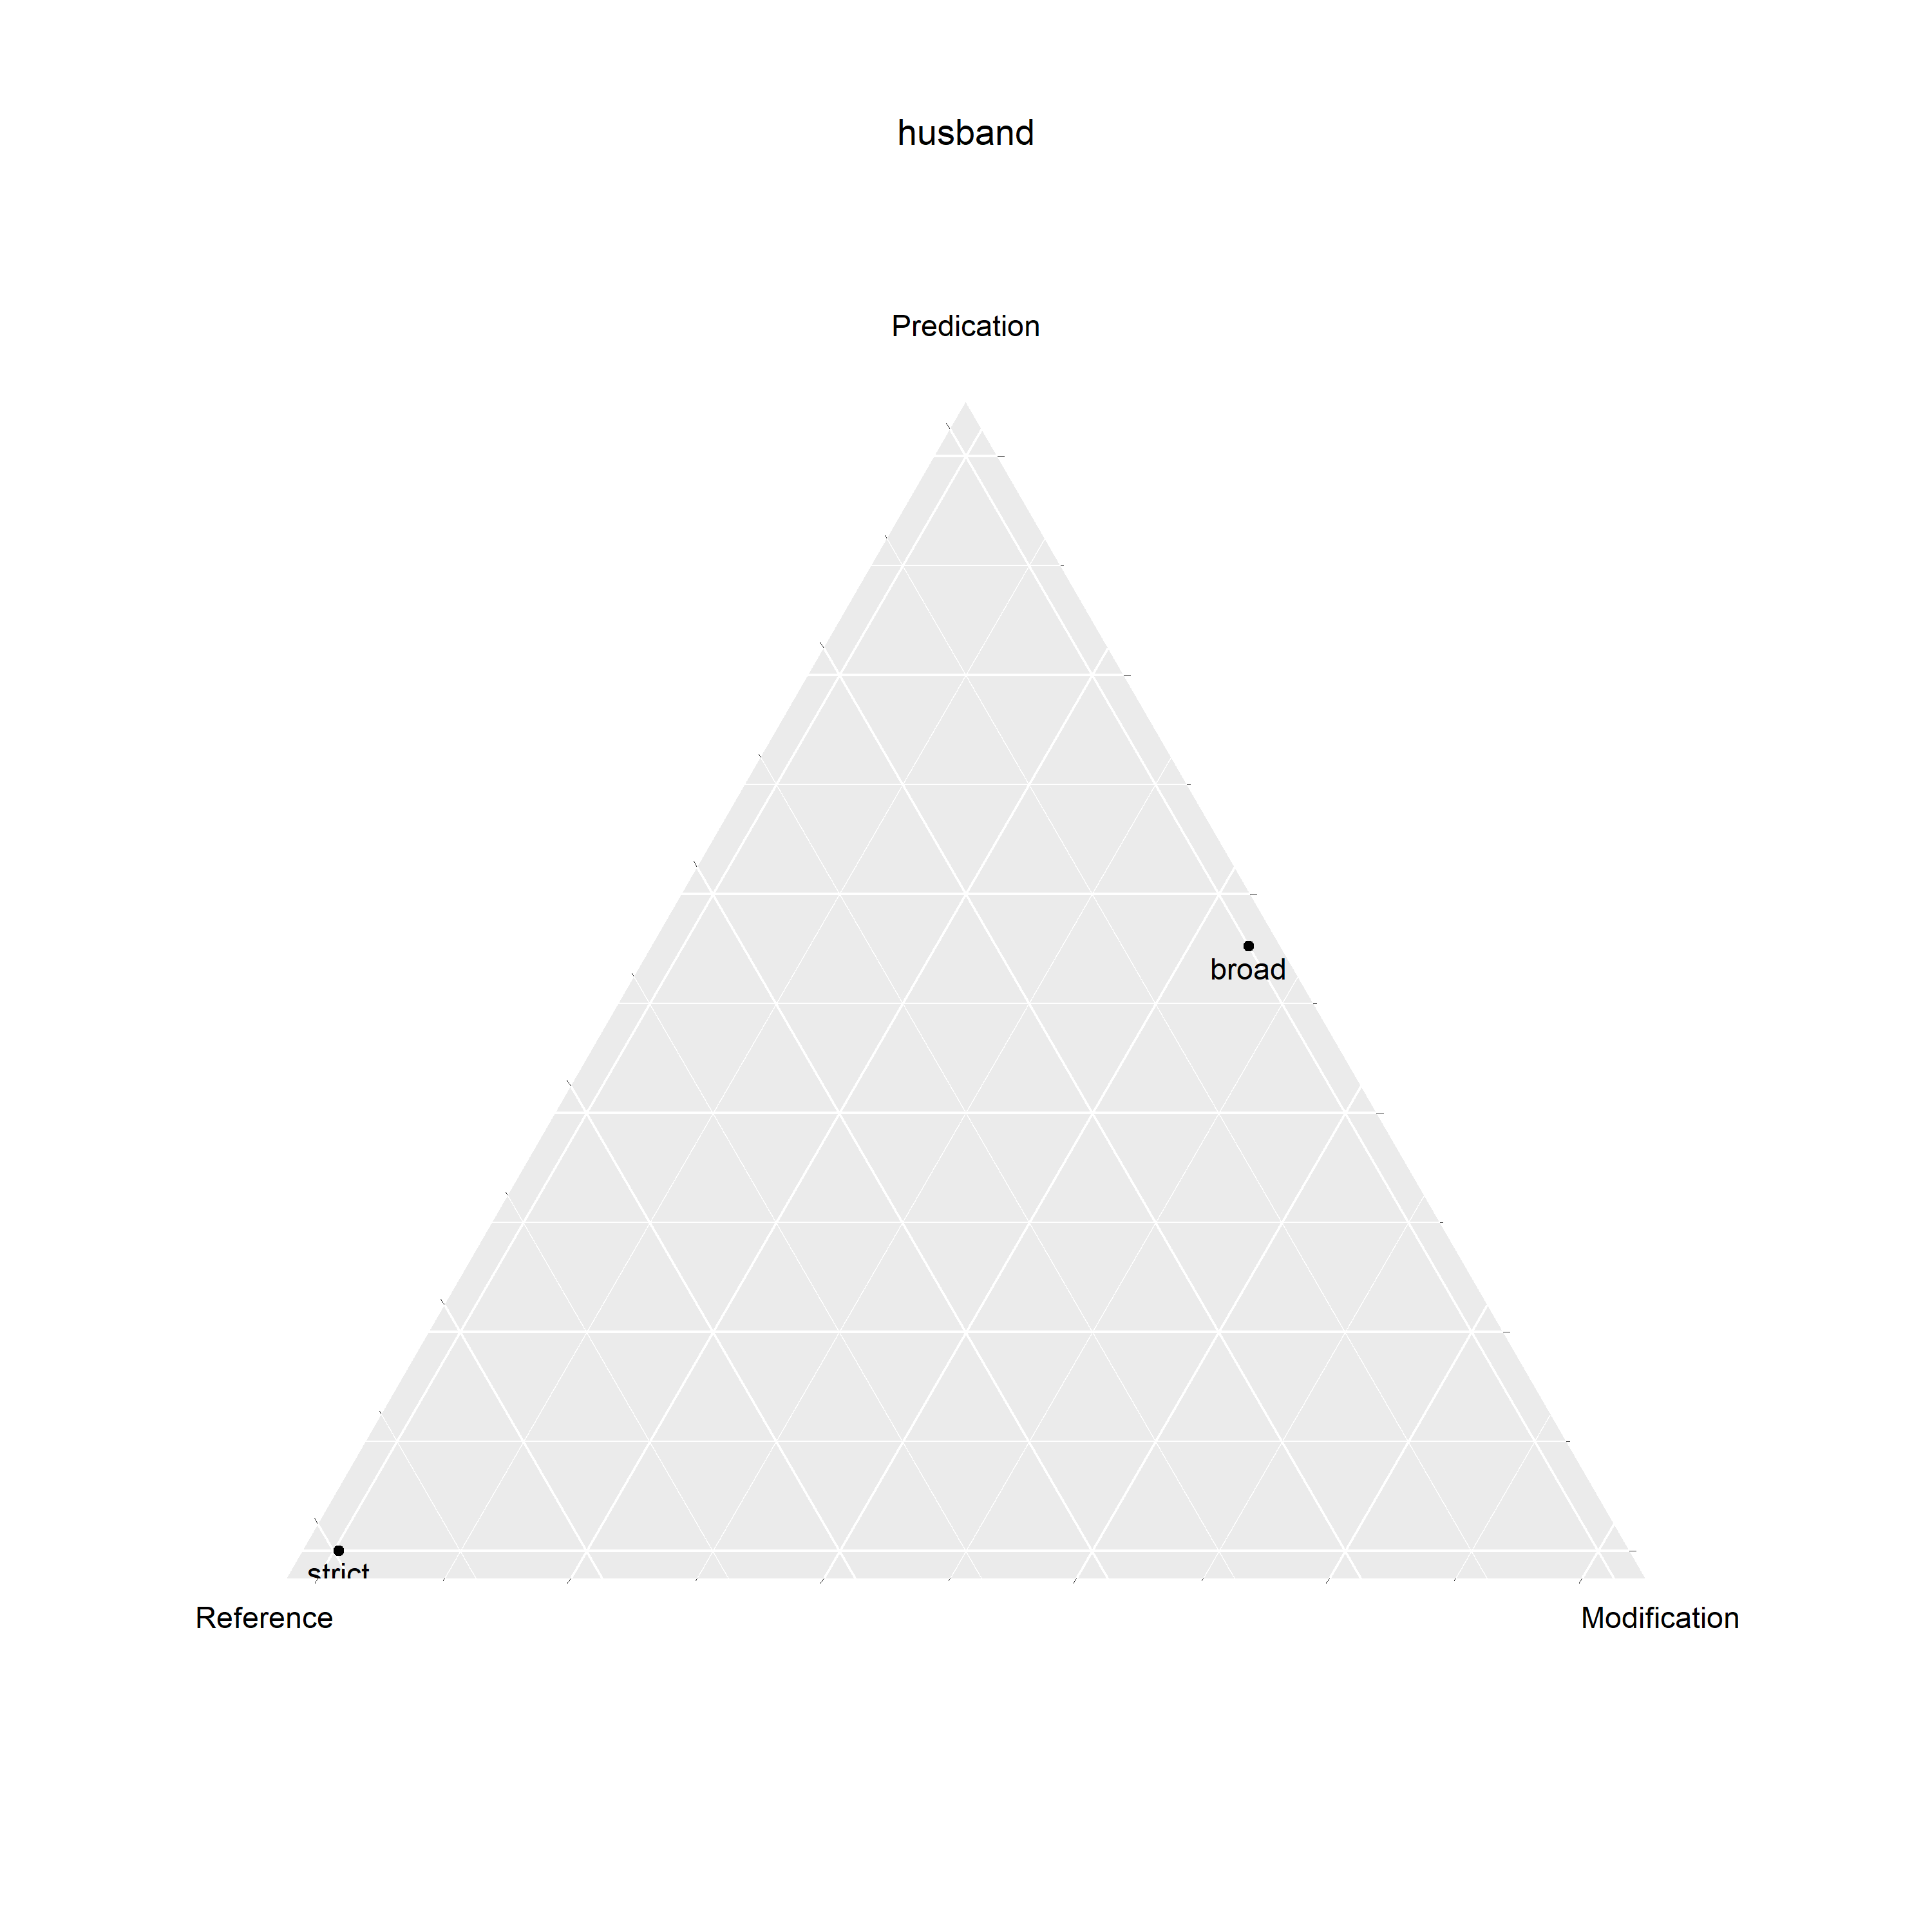 husband
Predication
broad
strict
Reference
Modification